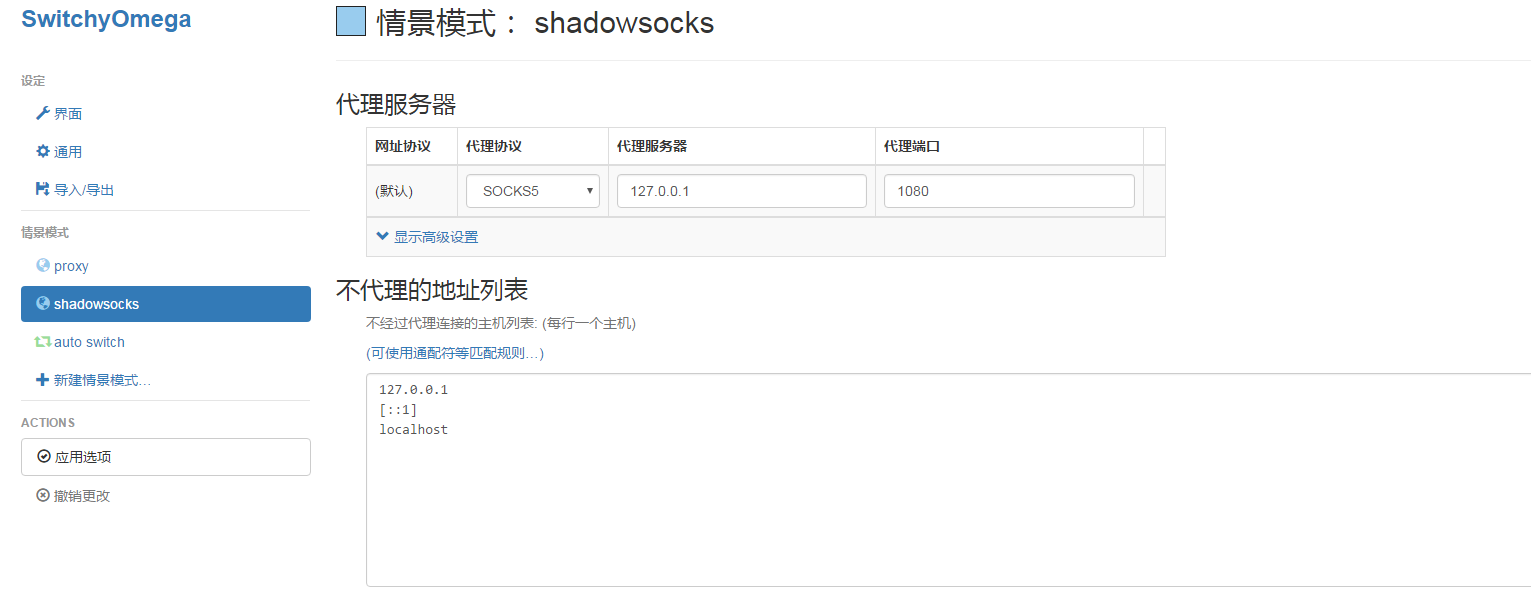 SwitchyOmega
设定
界面
通用
导入/导出
情景模式
proxy
shadowsocks
auto switch
新建情景模式...
ACTIONS
应用选项
撤销更改
情景模式： shadowsocks
代理服务器
网址协议 代理协议 代理服务器 代理端口
(默认) SOCKS5 127.0.0.1 1080
显示高级设置
不代理的地址列表
不经过代理连接的主机列表: (每行一个主机)
(可使用通配符等匹配规则...)
127.0.0.1
[::1]
localhost